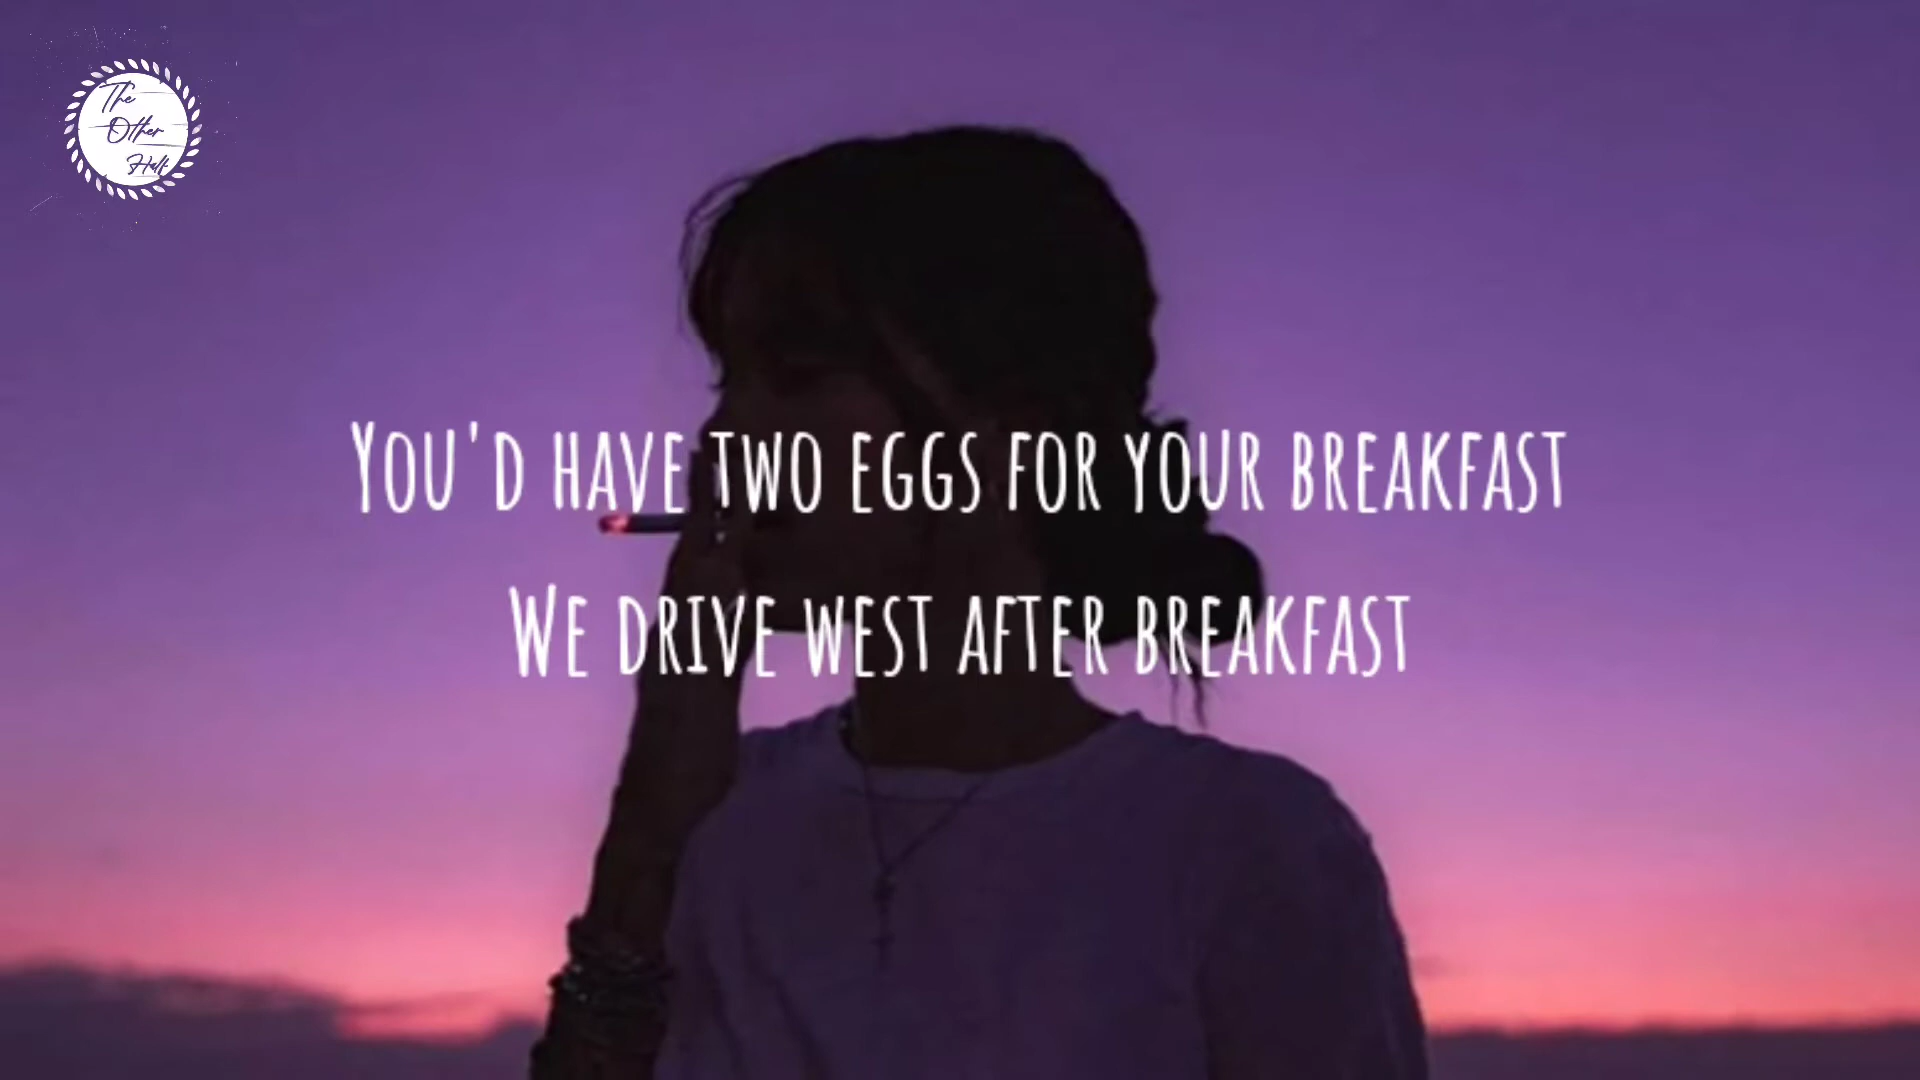 The
Other
Half
You'd have two eggs for your breakfast
We drive west after breakfast